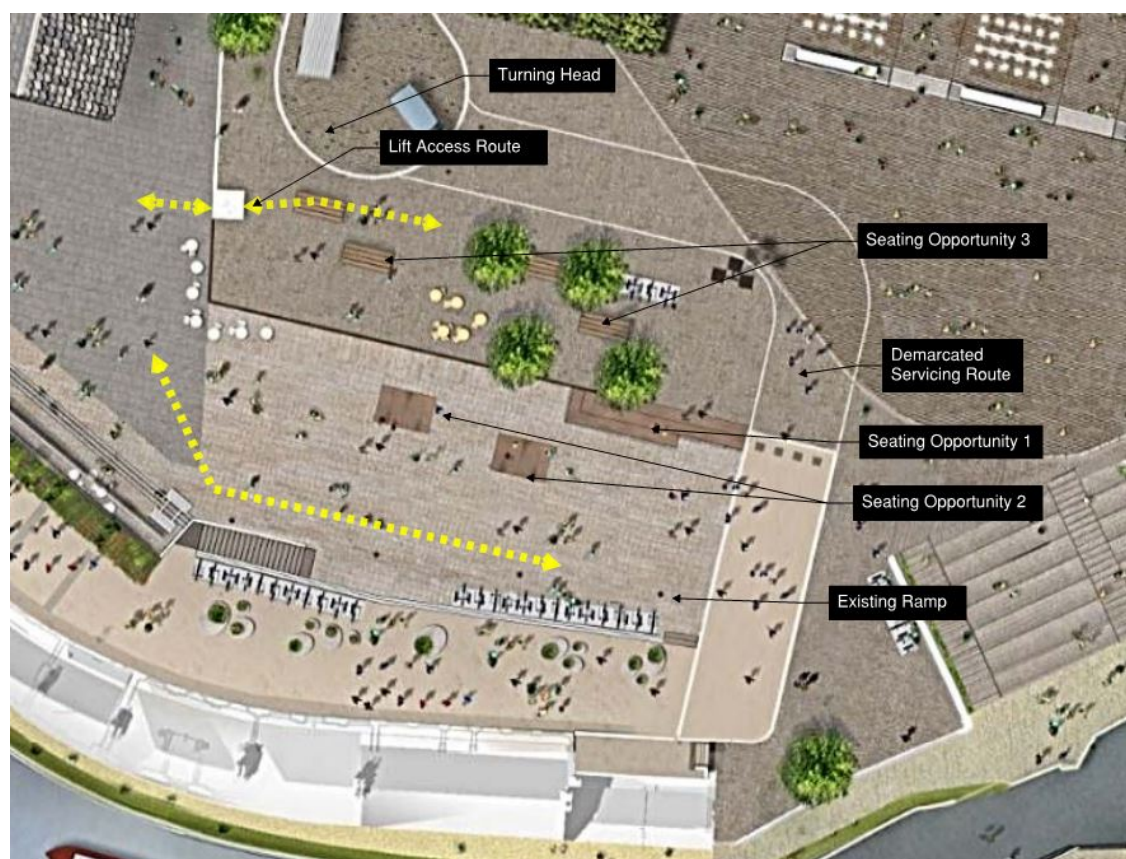 Turning Head
Lift Access Route
Seating Opportunity 3
Demarcated
Servicing Route
Seating Opportunity 1
Seating Opportunity 2
Existing Ramp